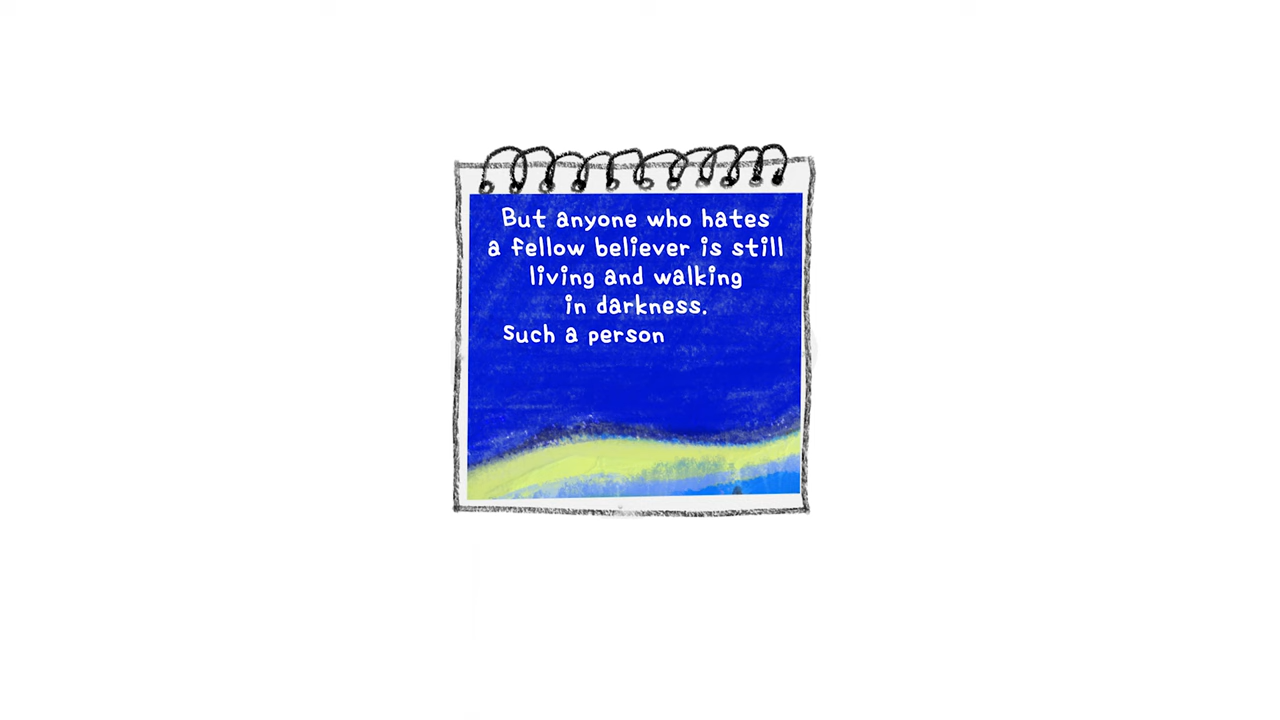 But anyone who hates
a fellow believer is still
living and walking
in darkness.
Such a person